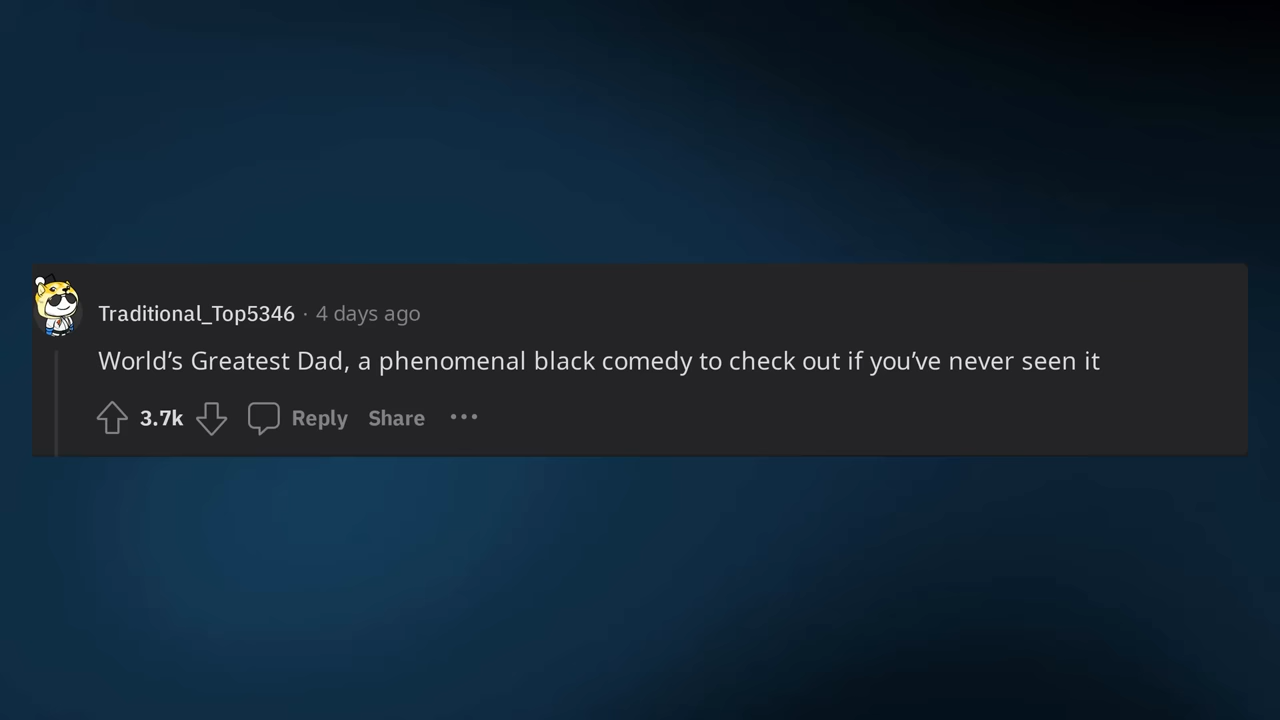 Traditional_Top5346 · 4 days ago
World’s Greatest Dad, a phenomenal black comedy to check out if you’ve never seen it
3.7k Reply Share •••